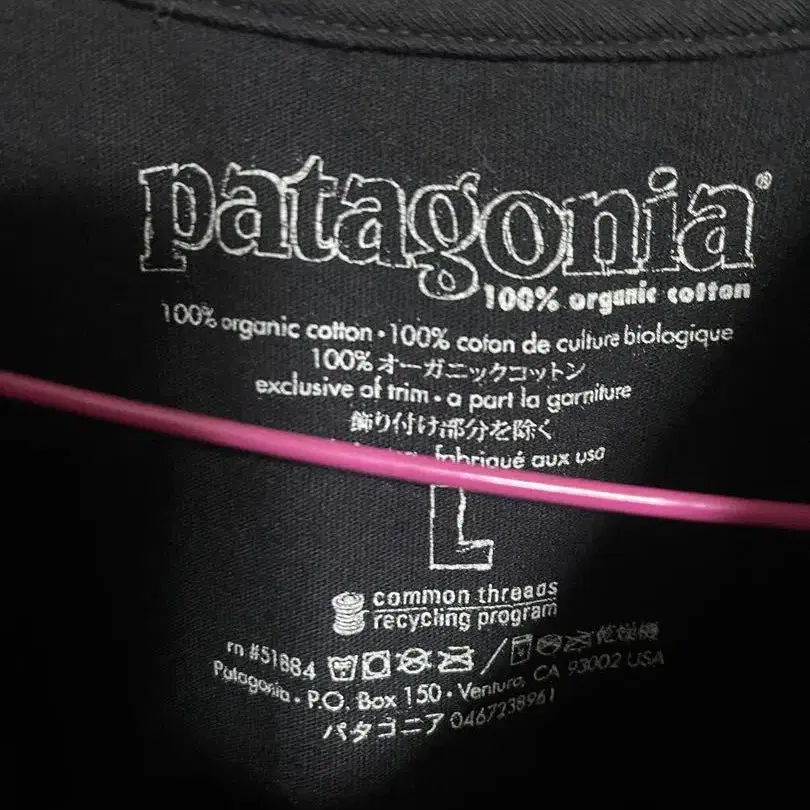 patagonia®
100% organic cotton
100% organic cotton • 100% coton de culture biologique
100% オーガニックコットン
exclusive of trim • a part la garniture
飾り付け部分を除く
fabriqué aux usa
L
common threads
recycling program
rn #51884 乾燥機
Patagonia • P.O. Box 150 • Ventura, CA 93002 USA
パタゴニア 0467238961